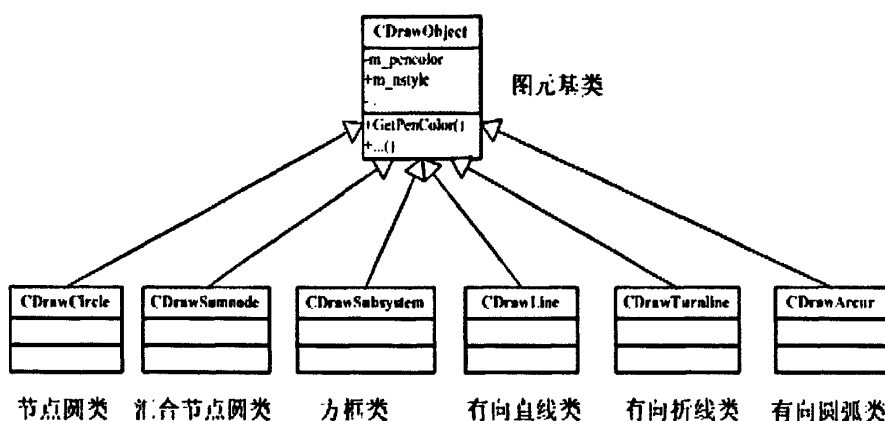 CDrawObject
-m_pencolor
+m_nstyle
- .
图元基类
+GetPenColor()
+...()
CDrawCircle
CDrawSumnode
CDrawSubsystem
CDrawLine
CDrawTurnline
CDrawArcur
节点圆类
汇合节点圆类
方框类
有向直线类
有向折线类
有向圆弧类